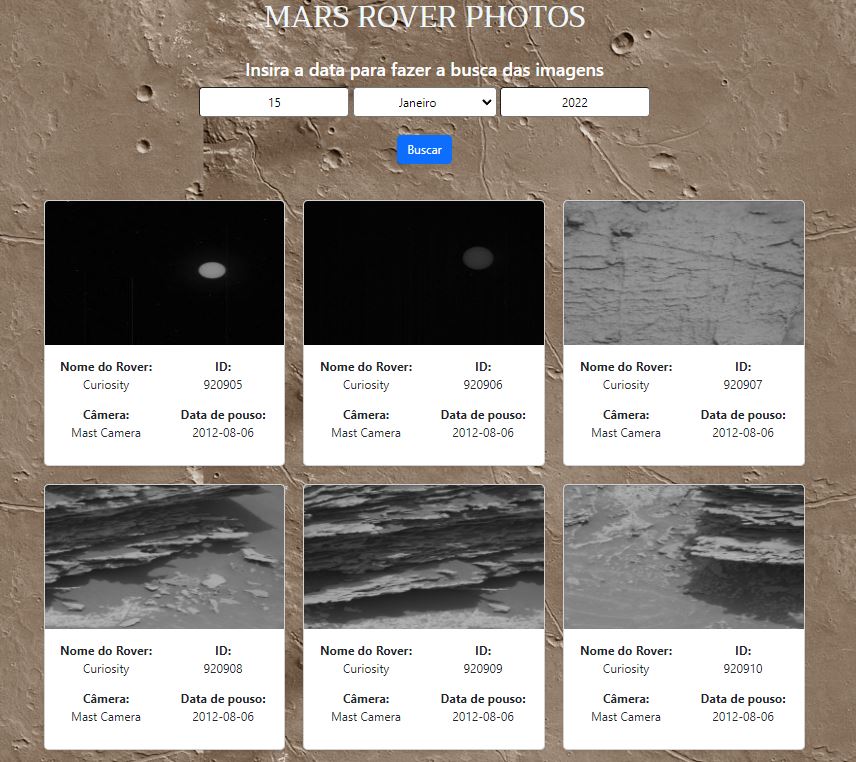 MARS ROVER PHOTOS
Insira a data para fazer a busca das imagens
15 Janeiro 2022
Buscar
Nome do Rover: ID:
Curiosity 920905
Câmera: Data de pouso:
Mast Camera 2012-08-06
Nome do Rover: ID:
Curiosity 920906
Câmera: Data de pouso:
Mast Camera 2012-08-06
Nome do Rover: ID:
Curiosity 920907
Câmera: Data de pouso:
Mast Camera 2012-08-06
Nome do Rover: ID:
Curiosity 920908
Câmera: Data de pouso:
Mast Camera 2012-08-06
Nome do Rover: ID:
Curiosity 920909
Câmera: Data de pouso:
Mast Camera 2012-08-06
Nome do Rover: ID:
Curiosity 920910
Câmera: Data de pouso:
Mast Camera 2012-08-06